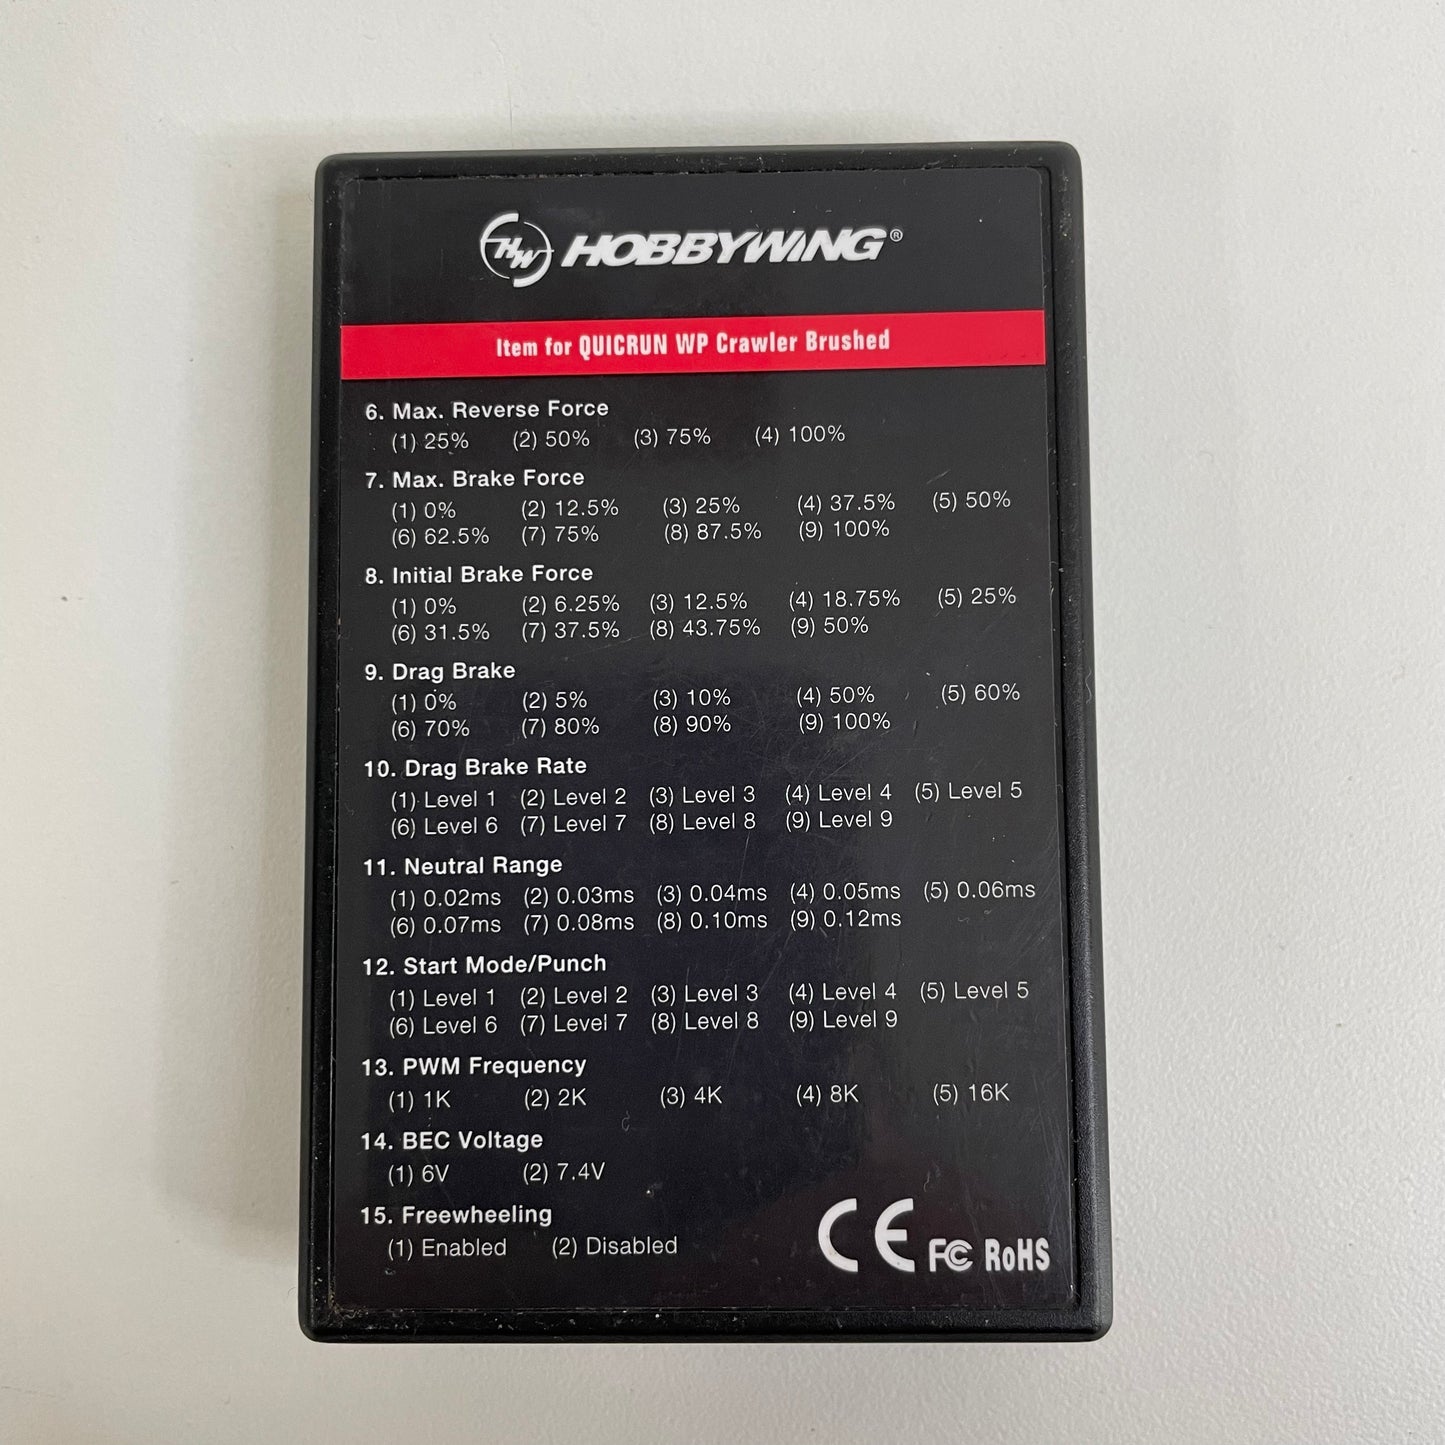 HW HOBBYWING®
Item for QUICRUN WP Crawler Brushed
6. Max. Reverse Force
(1) 25% (2) 50% (3) 75% (4) 100%
7. Max. Brake Force
(1) 0% (2) 12.5% (3) 25% (4) 37.5% (5) 50%
(6) 62.5% (7) 75% (8) 87.5% (9) 100%
8. Initial Brake Force
(1) 0% (2) 6.25% (3) 12.5% (4) 18.75% (5) 25%
(6) 31.5% (7) 37.5% (8) 43.75% (9) 50%
9. Drag Brake
(1) 0% (2) 5% (3) 10% (4) 50% (5) 60%
(6) 70% (7) 80% (8) 90% (9) 100%
10. Drag Brake Rate
(1) Level 1 (2) Level 2 (3) Level 3 (4) Level 4 (5) Level 5
(6) Level 6 (7) Level 7 (8) Level 8 (9) Level 9
11. Neutral Range
(1) 0.02ms (2) 0.03ms (3) 0.04ms (4) 0.05ms (5) 0.06ms
(6) 0.07ms (7) 0.08ms (8) 0.10ms (9) 0.12ms
12. Start Mode/Punch
(1) Level 1 (2) Level 2 (3) Level 3 (4) Level 4 (5) Level 5
(6) Level 6 (7) Level 7 (8) Level 8 (9) Level 9
13. PWM Frequency
(1) 1K (2) 2K (3) 4K (4) 8K (5) 16K
14. BEC Voltage
(1) 6V (2) 7.4V
15. Freewheeling
(1) Enabled (2) Disabled
CE FC RoHS